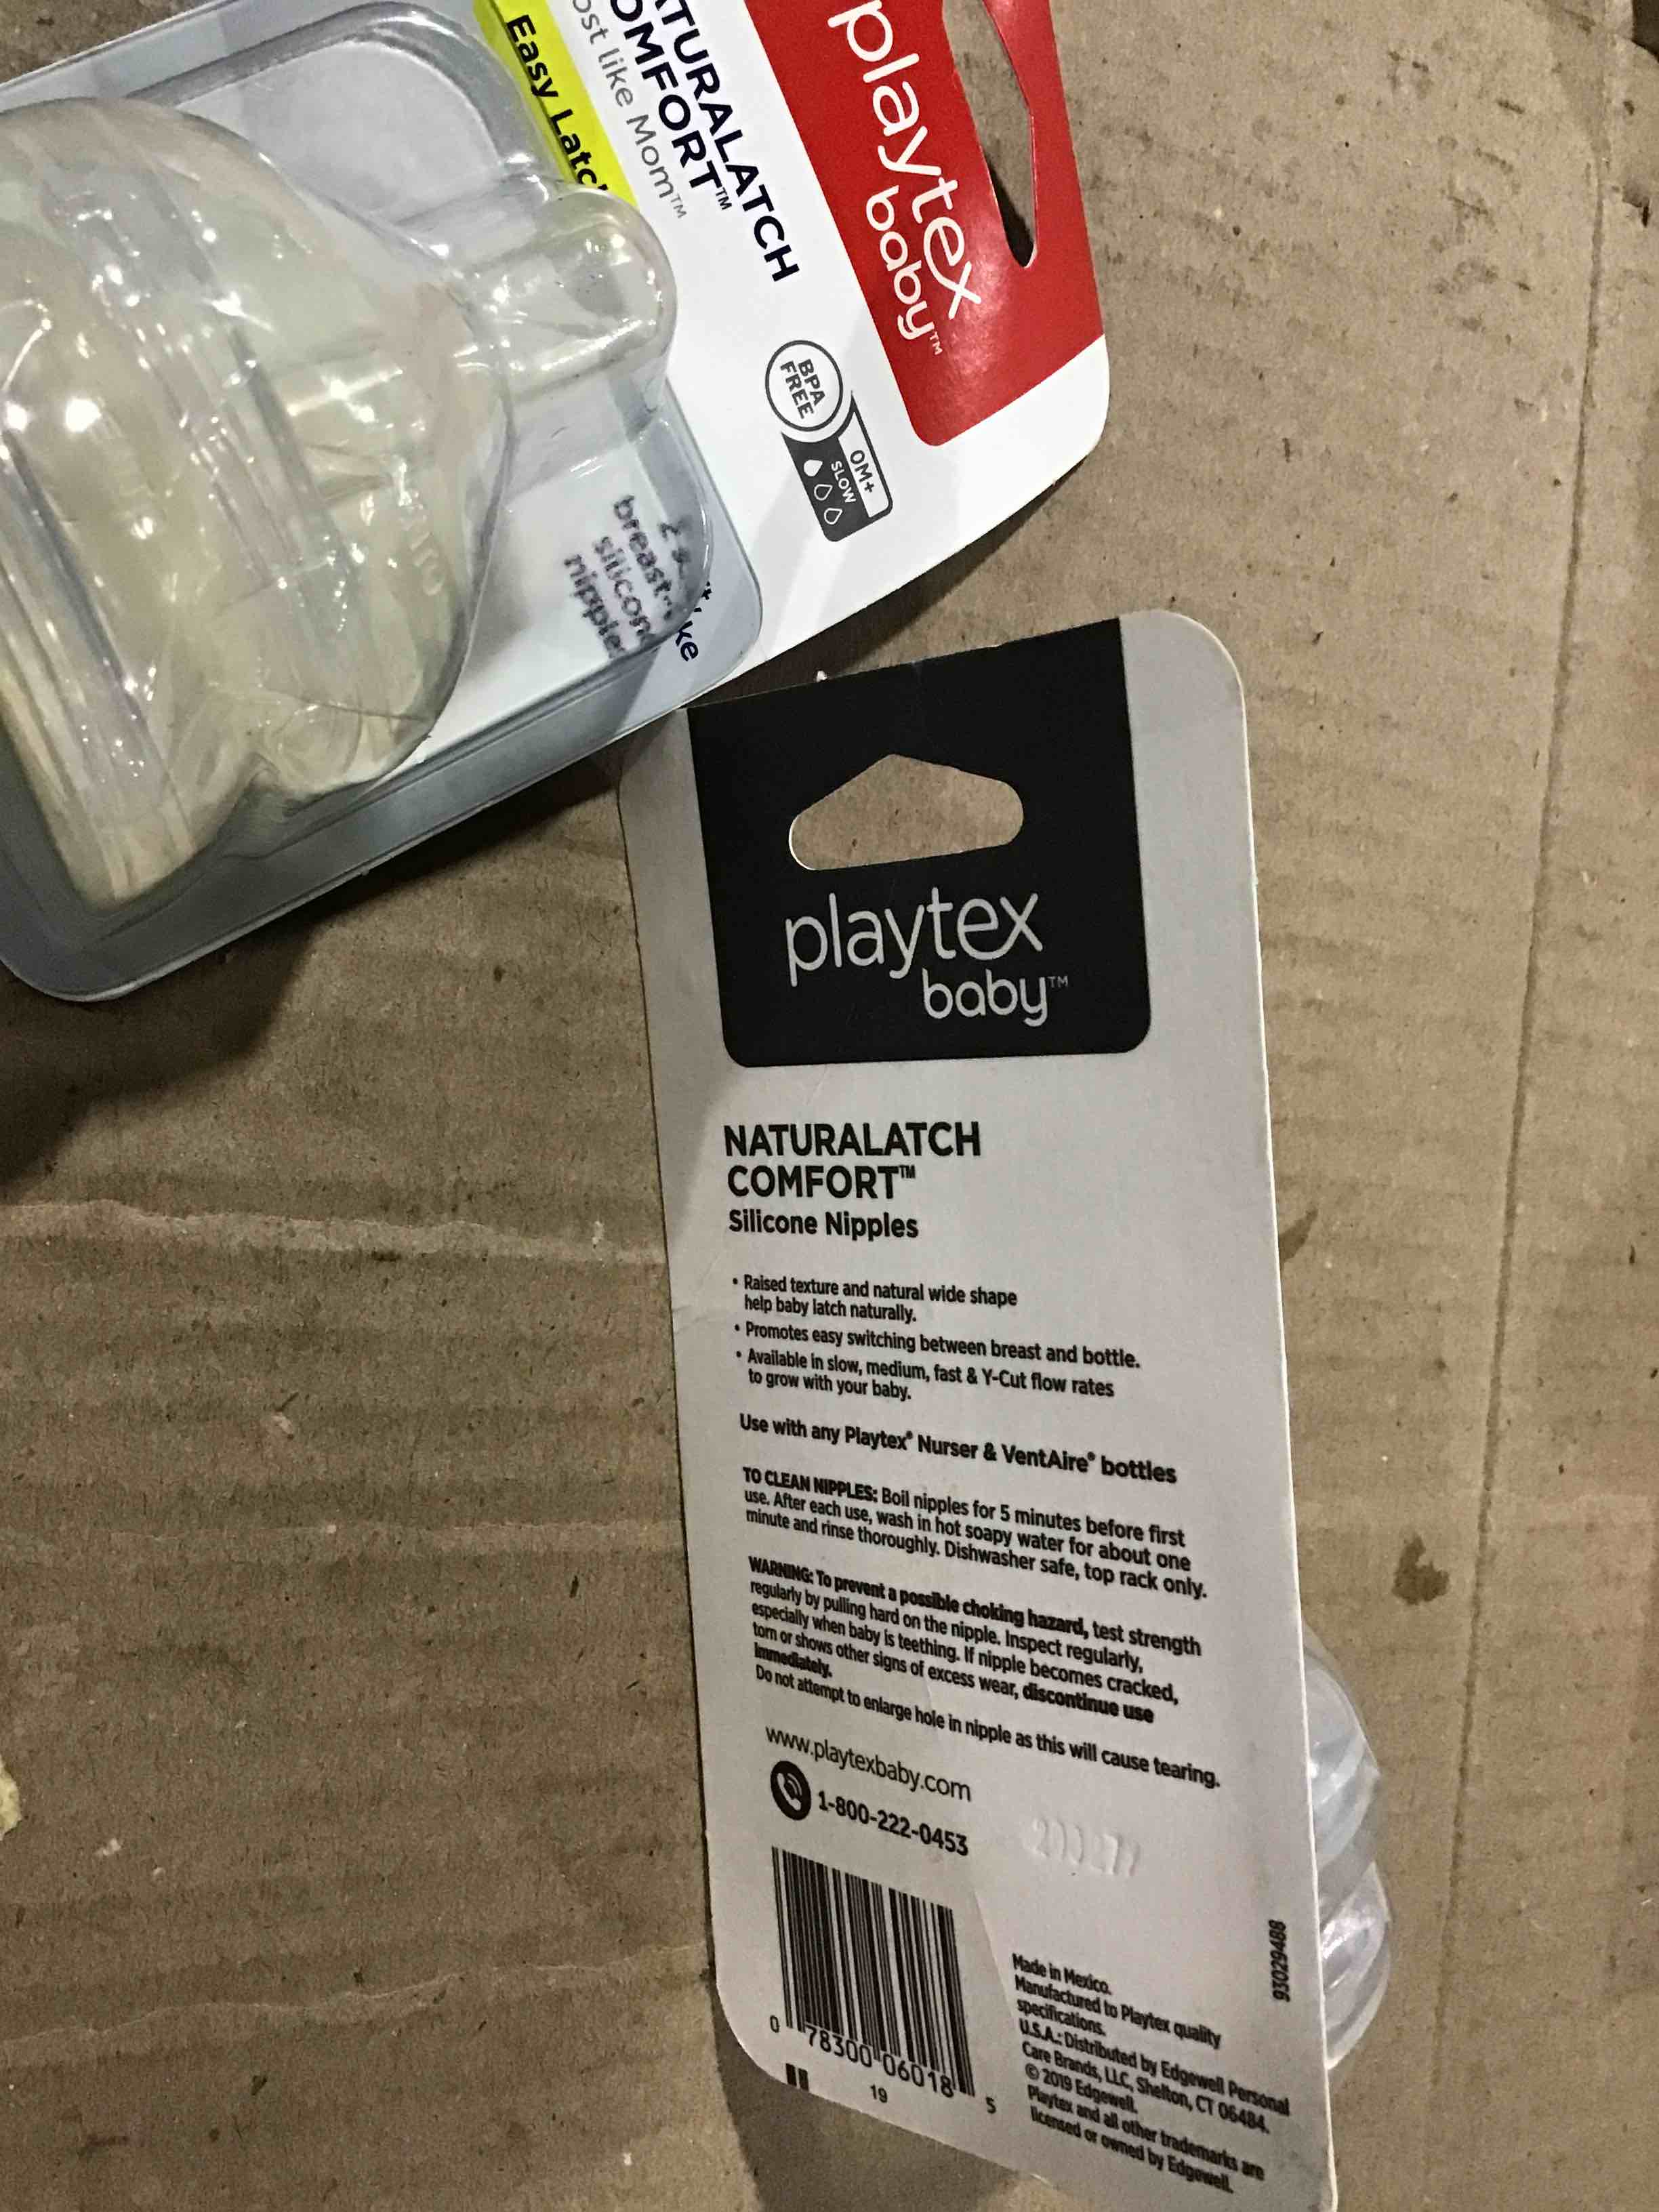 playtex
baby™
COMFORT™
Easy
BPA
FREE
0M+
SLOW
playtex
baby™
NATURALATCH
COMFORT™
Silicone Nipples
• Raised texture and natural wide shape
help baby latch naturally.
• Promotes easy switching between breast and bottle.
• Available in slow, medium, fast & Y-Cut flow rates
to grow with your baby.
Use with any Playtex® Nurser & VentAire® bottles
TO CLEAN NIPPLES: Boil nipples for 5 minutes before first
use. After each use, wash in hot soapy water for about one
minute and rinse thoroughly. Dishwasher safe, top rack only.
WARNING: To prevent a possible choking hazard, test strength
regularly by pulling hard on the nipple. Inspect regularly,
especially when baby is teething. If nipple becomes cracked,
torn or shows other signs of excess wear, discontinue use
immediately.
Do not attempt to enlarge hole in nipple as this will cause tearing.
www.playtexbaby.com
1-800-222-0453
0 78300 06018 5
19
Made in Mexico.
Manufactured to Playtex quality
specifications.
U.S.A.: Distributed by Edgewell Personal
Care Brands, LLC, Shelton, CT 06484.
© 2019 Edgewell.
Playtex and all other trademarks are
licensed or owned by Edgewell.
93029488